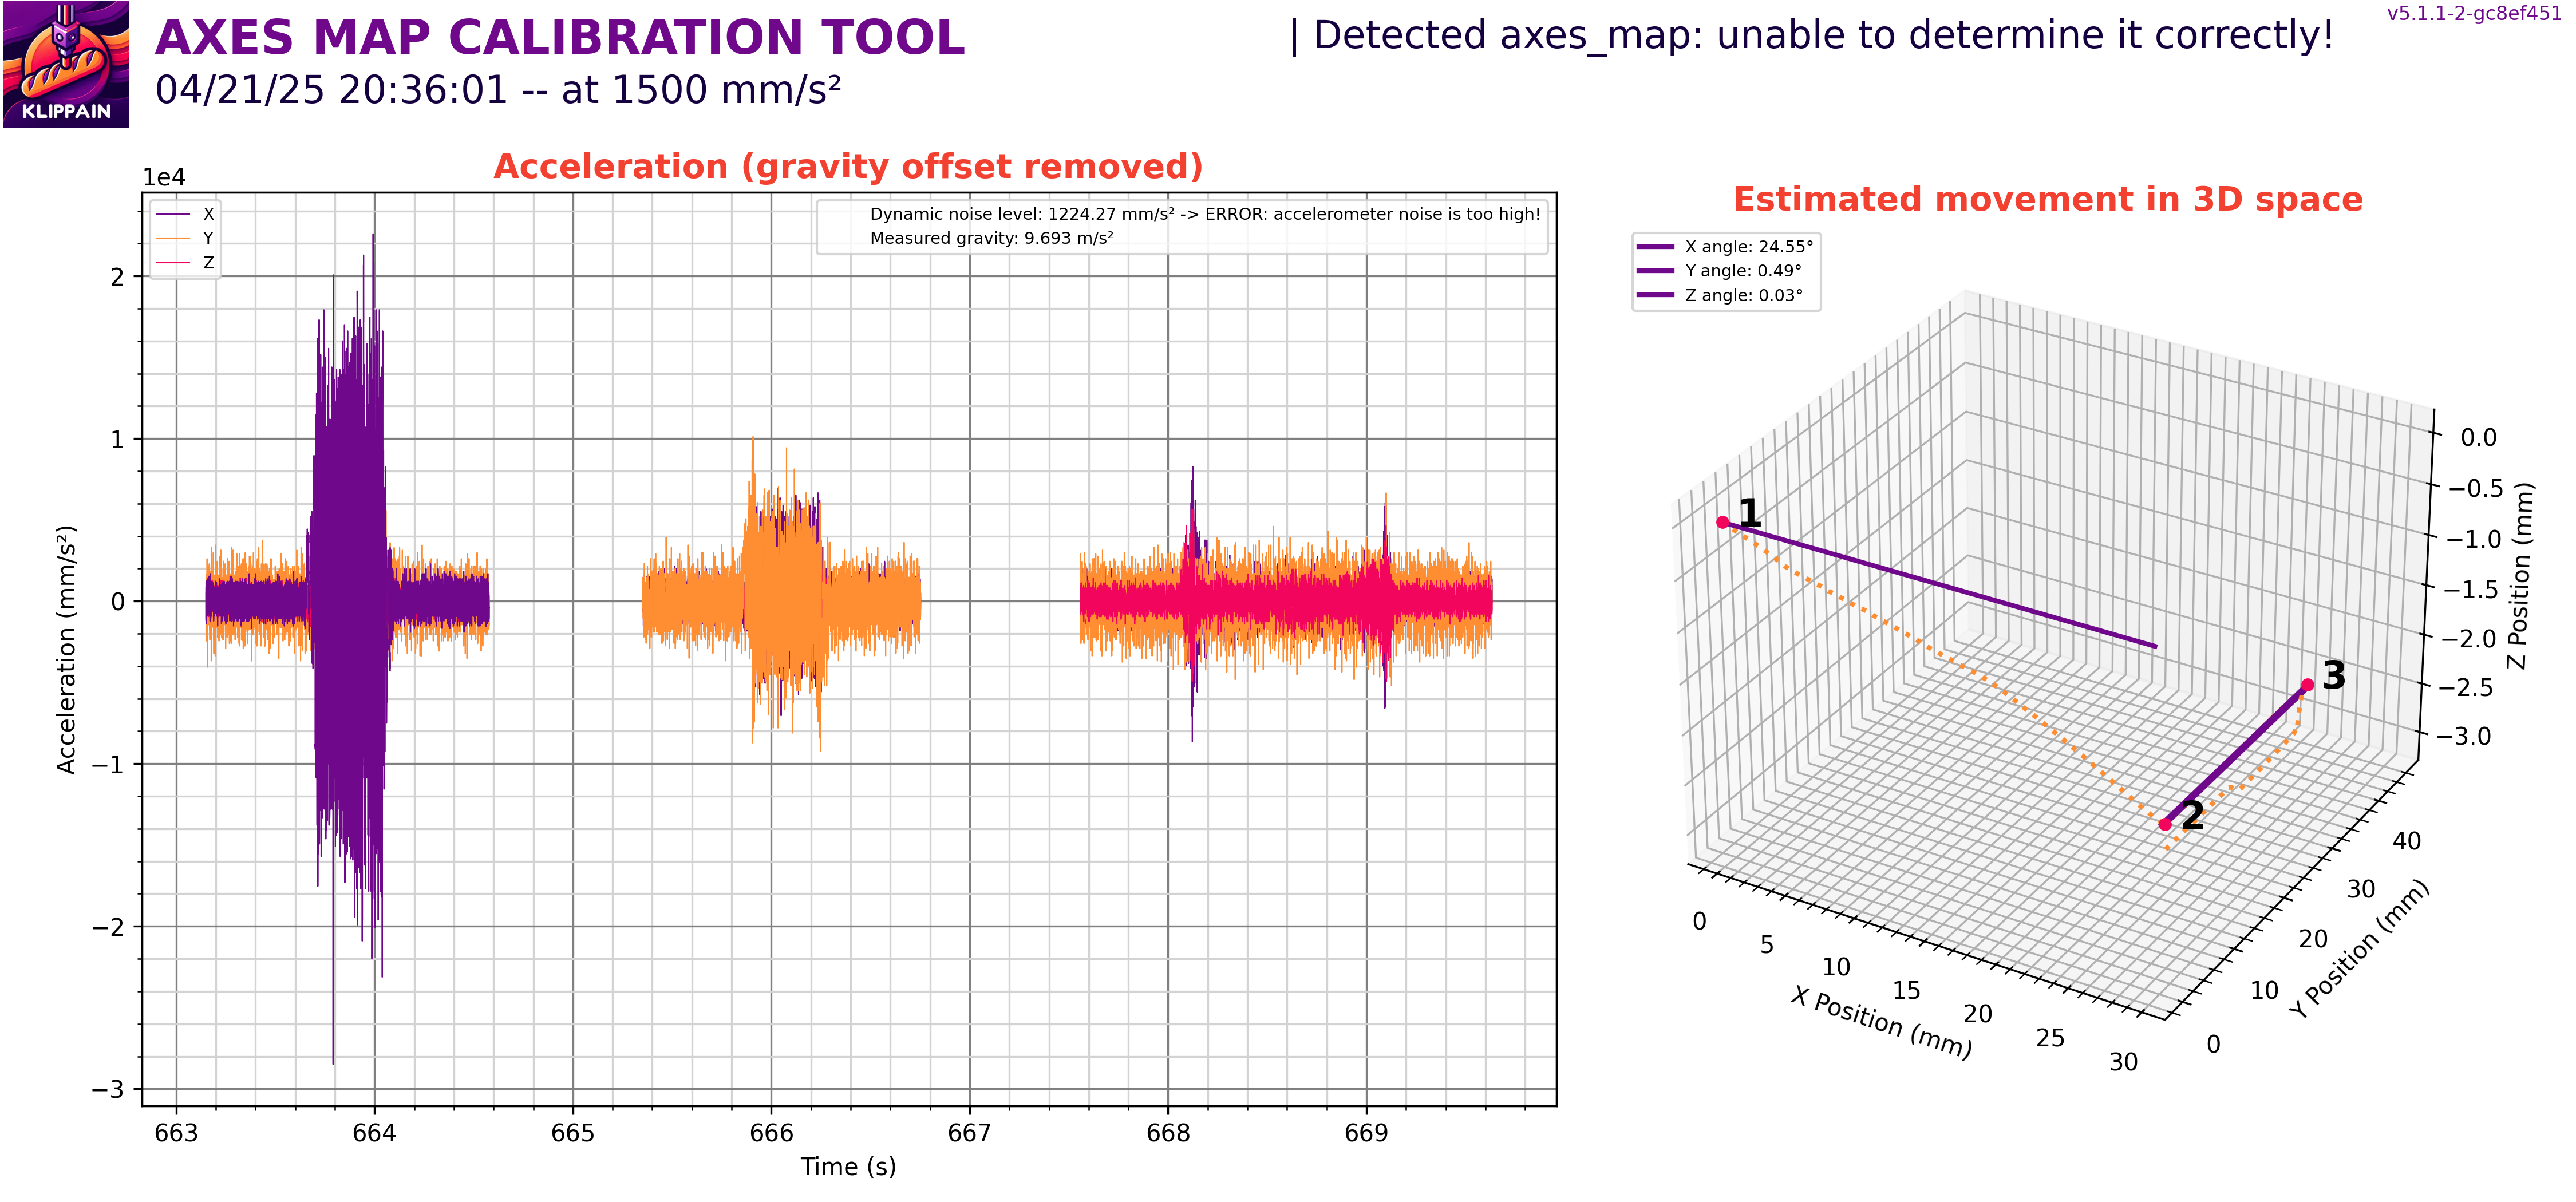 KLIPPAIN
AXES MAP CALIBRATION TOOL
04/21/25 20:36:01 -- at 1500 mm/s²
| Detected axes_map: unable to determine it correctly!
v5.1.1-2-gc8ef451
Acceleration (gravity offset removed)
1e4
X
Y
Z
Dynamic noise level: 1224.27 mm/s² -> ERROR: accelerometer noise is too high!
Measured gravity: 9.693 m/s²
Acceleration (mm/s²)
2
1
0
−1
−2
−3
663
664
665
666
667
668
669
Time (s)
Estimated movement in 3D space
X angle: 24.55°
Y angle: 0.49°
Z angle: 0.03°
1
2
3
0.0
−0.5
−1.0
−1.5
−2.0
−2.5
−3.0
Z Position (mm)
0
5
10
15
20
25
30
X Position (mm)
0
10
20
30
40
Y Position (mm)